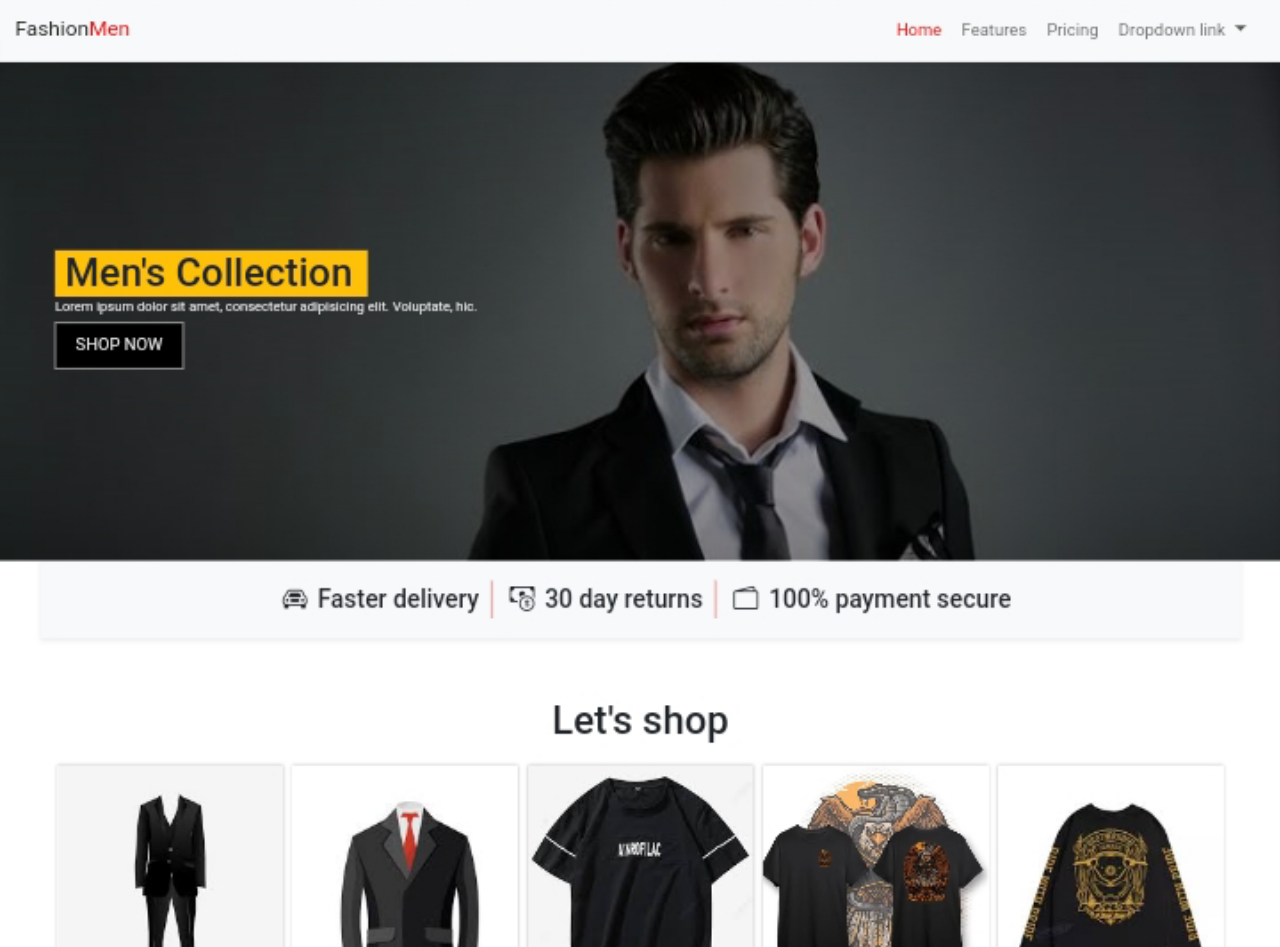 FashionMen
Home Features Pricing Dropdown link
Men's Collection
Lorem ipsum dolor sit amet, consectetur adipisicing elit. Voluptate, hic.
SHOP NOW
Faster delivery 30 day returns 100% payment secure
Let's shop